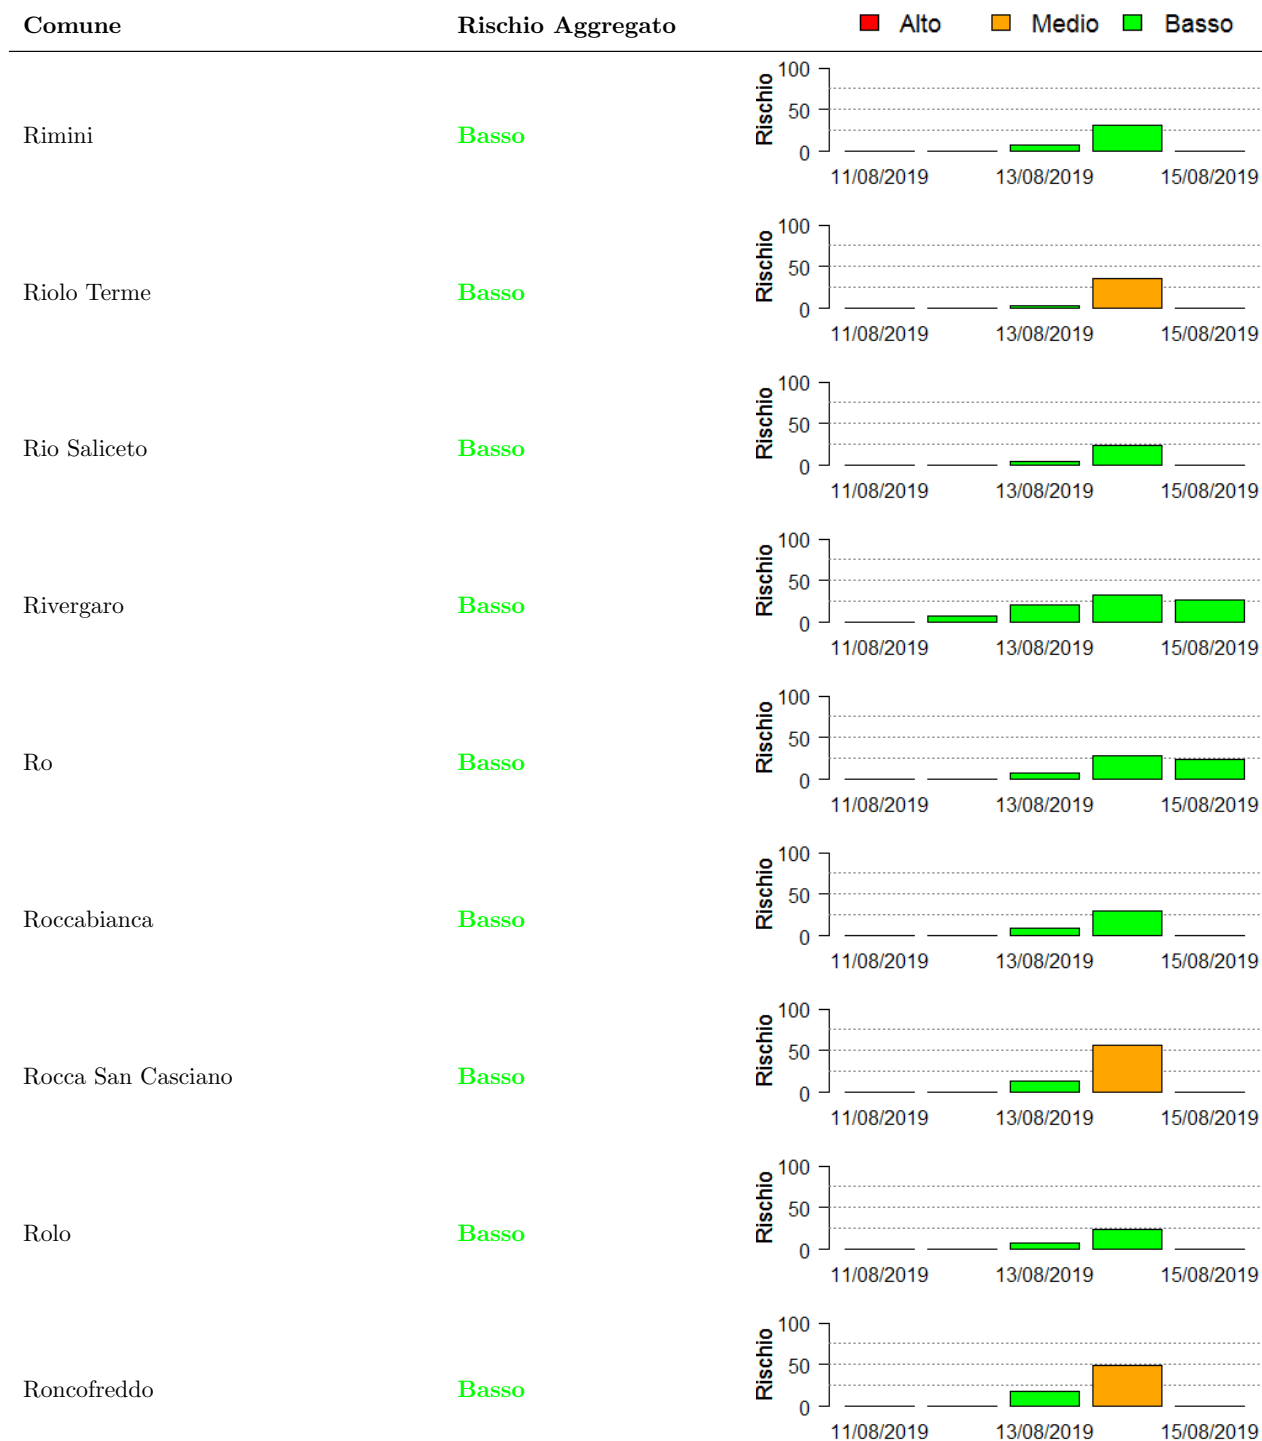 Comune Rischio Aggregato Alto Medio Basso
100
50
0
Rischio
Rimini Basso
11/08/2019 13/08/2019 15/08/2019
100
50
0
Rischio
Riolo Terme Basso
11/08/2019 13/08/2019 15/08/2019
100
50
0
Rischio
Rio Saliceto Basso
11/08/2019 13/08/2019 15/08/2019
100
50
0
Rischio
Rivergaro Basso
11/08/2019 13/08/2019 15/08/2019
100
50
0
Rischio
Ro Basso
11/08/2019 13/08/2019 15/08/2019
100
50
0
Rischio
Roccabianca Basso
11/08/2019 13/08/2019 15/08/2019
100
50
0
Rischio
Rocca San Casciano Basso
11/08/2019 13/08/2019 15/08/2019
100
50
0
Rischio
Rolo Basso
11/08/2019 13/08/2019 15/08/2019
100
50
0
Rischio
Roncofreddo Basso
11/08/2019 13/08/2019 15/08/2019